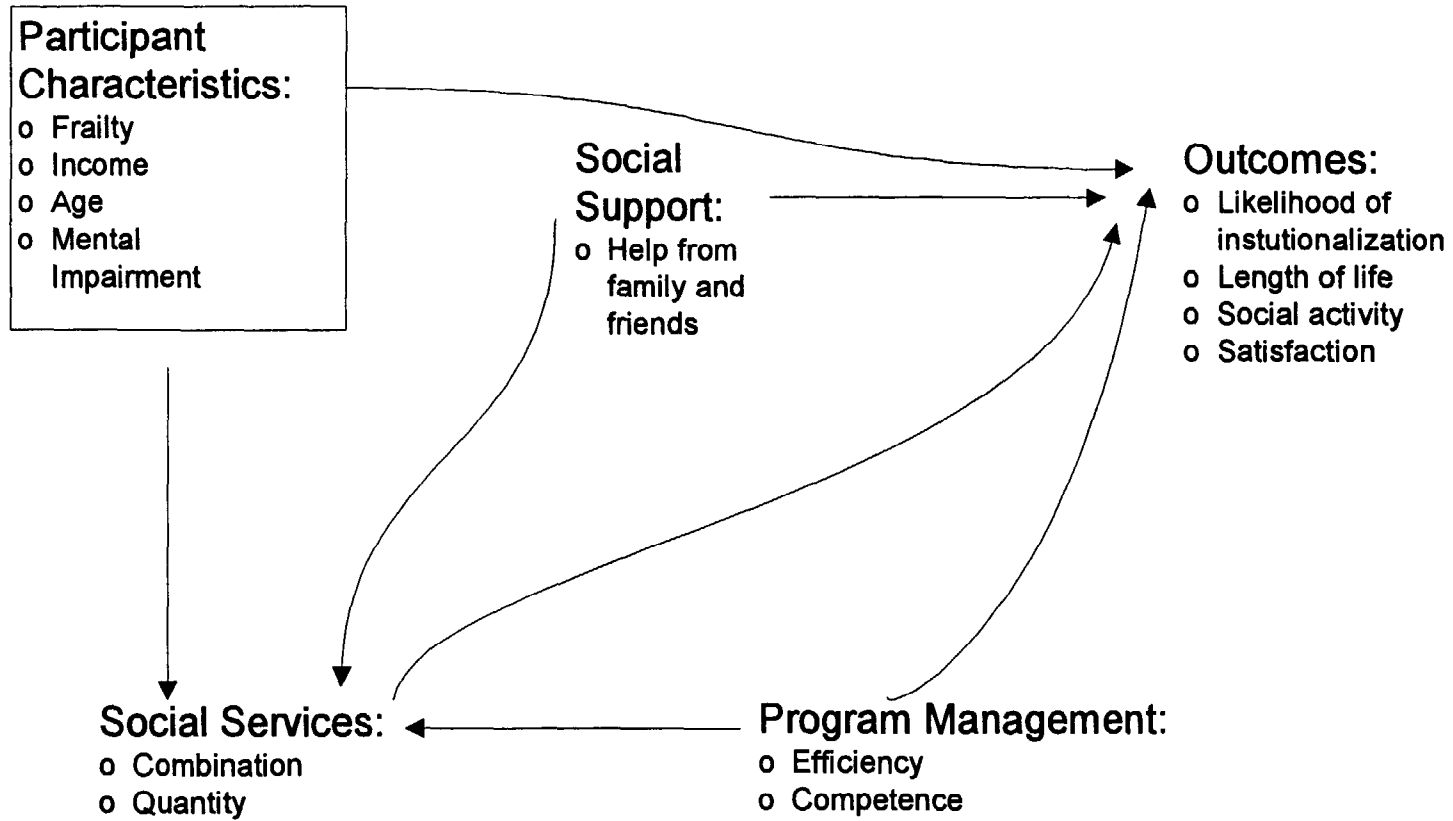 Participant
Characteristics:
o Frailty
o Income
o Age
o Mental
Impairment
Social
Support:
o Help from
family and
friends
Outcomes:
o Likelihood of
instutionalization
o Length of life
o Social activity
o Satisfaction
Social Services:
o Combination
o Quantity
Program Management:
o Efficiency
o Competence